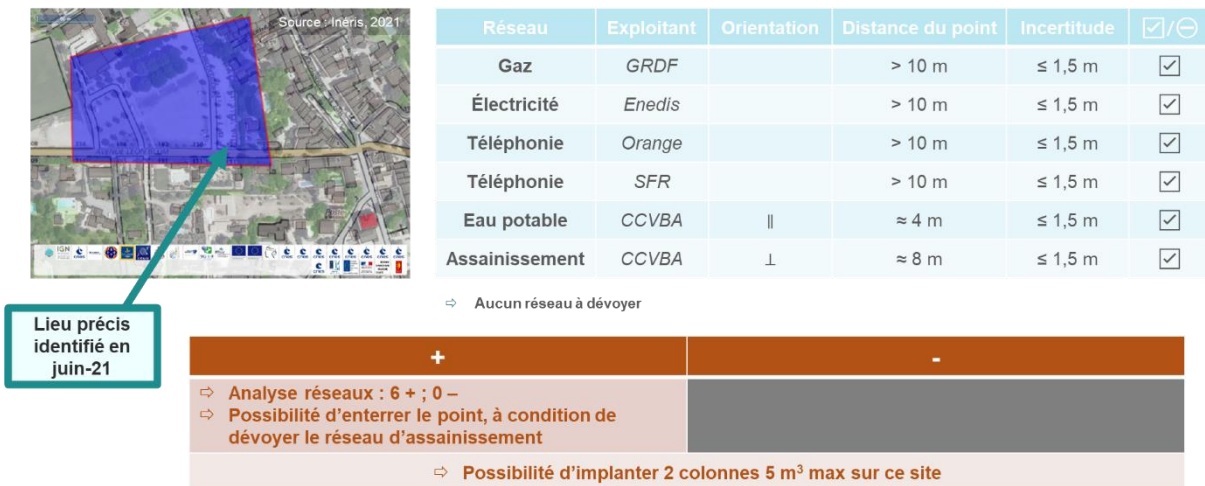 Source : Inéris, 2021
Réseau Exploitant Orientation Distance du point Incertitude ☑/⊖
Gaz GRDF > 10 m ≤ 1,5 m ☑
Électricité Enedis > 10 m ≤ 1,5 m ☑
Téléphonie Orange > 10 m ≤ 1,5 m ☑
Téléphonie SFR > 10 m ≤ 1,5 m ☑
Eau potable CCVBA ∥ ≈ 4 m ≤ 1,5 m ☑
Assainissement CCVBA ⊥ ≈ 8 m ≤ 1,5 m ☑
⇨ Aucun réseau à dévoyer
Lieu précis
identifié en
juin-21
+ -
⇨ Analyse réseaux : 6 + ; 0 –
⇨ Possibilité d'enterrer le point, à condition de
dévoyer le réseau d'assainissement
⇨ Possibilité d'implanter 2 colonnes 5 m³ max sur ce site